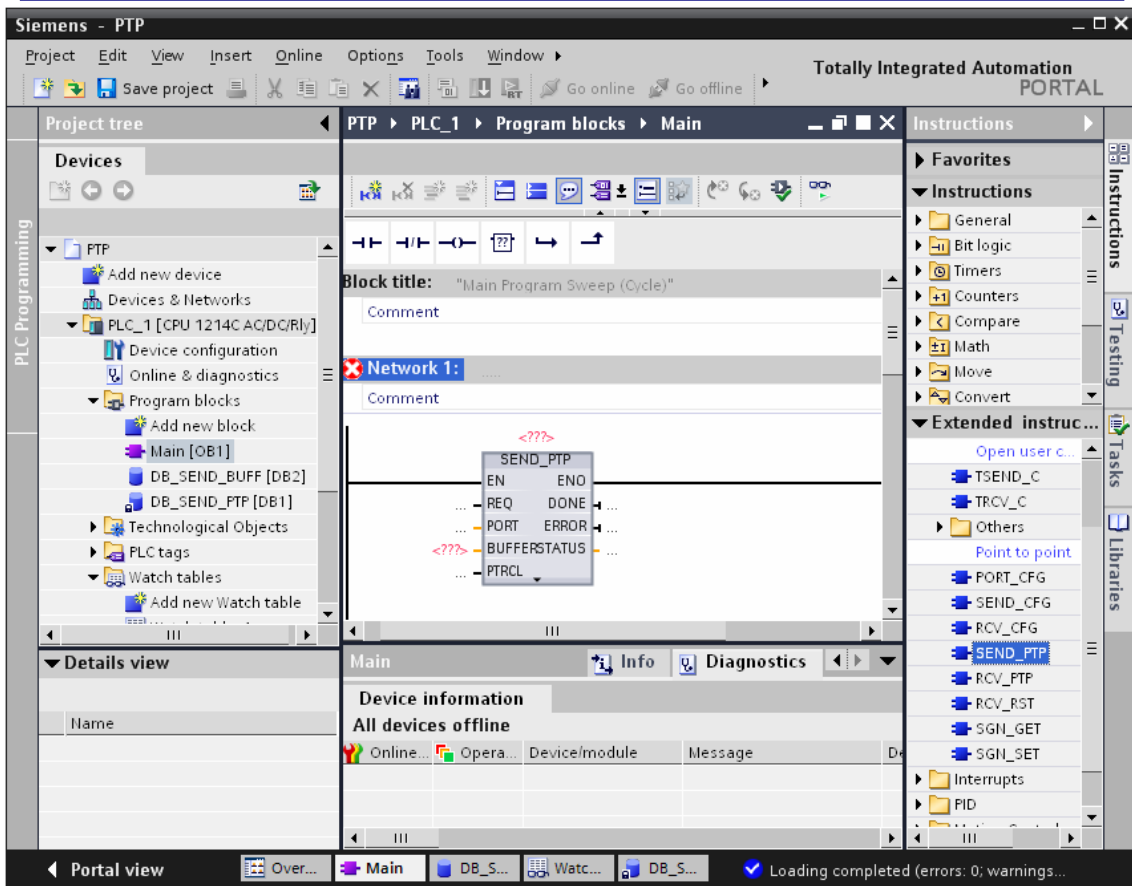 Siemens - PTP
Project Edit View Insert Online Options Tools Window
Totally Integrated Automation
PORTAL
Save project Go online Go offline
Project tree
PTP PLC_1 Program blocks Main
Instructions
Devices
Favorites
Instructions
General
Bit logic
Timers
Counters
Compare
Math
Move
Convert
Extended instruc...
Open user c...
TSEND_C
TRCV_C
Others
Point to point
PORT_CFG
SEND_CFG
RCV_CFG
SEND_PTP
RCV_PTP
RCV_RST
SGN_GET
SGN_SET
Interrupts
PID
PLC Programming
PTP
Add new device
Devices & Networks
PLC_1 [CPU 1214C AC/DC/Rly]
Device configuration
Online & diagnostics
Program blocks
Add new block
Main [OB1]
DB_SEND_BUFF [DB2]
DB_SEND_PTP [DB1]
Technological Objects
PLC tags
Watch tables
Add new Watch table
??
Block title: "Main Program Sweep (Cycle)"
Comment
Network 1: .....
Comment
<???>
SEND_PTP
EN ENO
... REQ DONE ...
... PORT ERROR ...
<???> BUFFER STATUS ...
... PTRCL
Details view
Name
Main Info Diagnostics
Device information
All devices offline
Online... Opera... Device/module Message De
Instructions
Testing
Tasks
Libraries
Portal view Over... Main DB_S... Watc... DB_S... Loading completed (errors: 0; warnings...